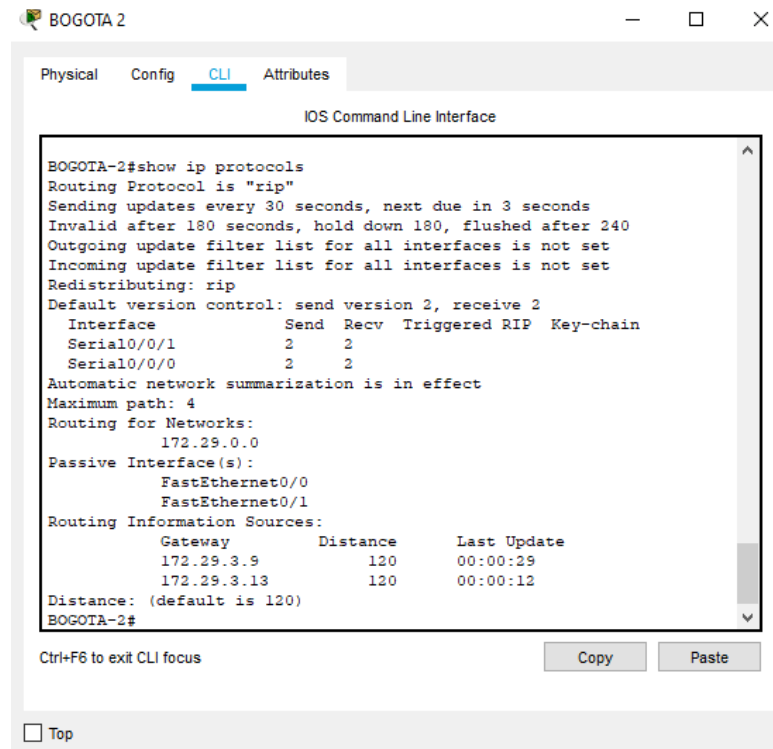 BOGOTA 2
Physical Config CLI Attributes
IOS Command Line Interface
BOGOTA-2#show ip protocols
Routing Protocol is "rip"
Sending updates every 30 seconds, next due in 3 seconds
Invalid after 180 seconds, hold down 180, flushed after 240
Outgoing update filter list for all interfaces is not set
Incoming update filter list for all interfaces is not set
Redistributing: rip
Default version control: send version 2, receive 2
  Interface             Send  Recv  Triggered RIP  Key-chain
  Serial0/0/1           2     2
  Serial0/0/0           2     2
Automatic network summarization is in effect
Maximum path: 4
Routing for Networks:
            172.29.0.0
Passive Interface(s):
            FastEthernet0/0
            FastEthernet0/1
Routing Information Sources:
            Gateway         Distance      Last Update
            172.29.3.9           120      00:00:29
            172.29.3.13          120      00:00:12
Distance: (default is 120)
BOGOTA-2#
Ctrl+F6 to exit CLI focus
Copy
Paste
Top